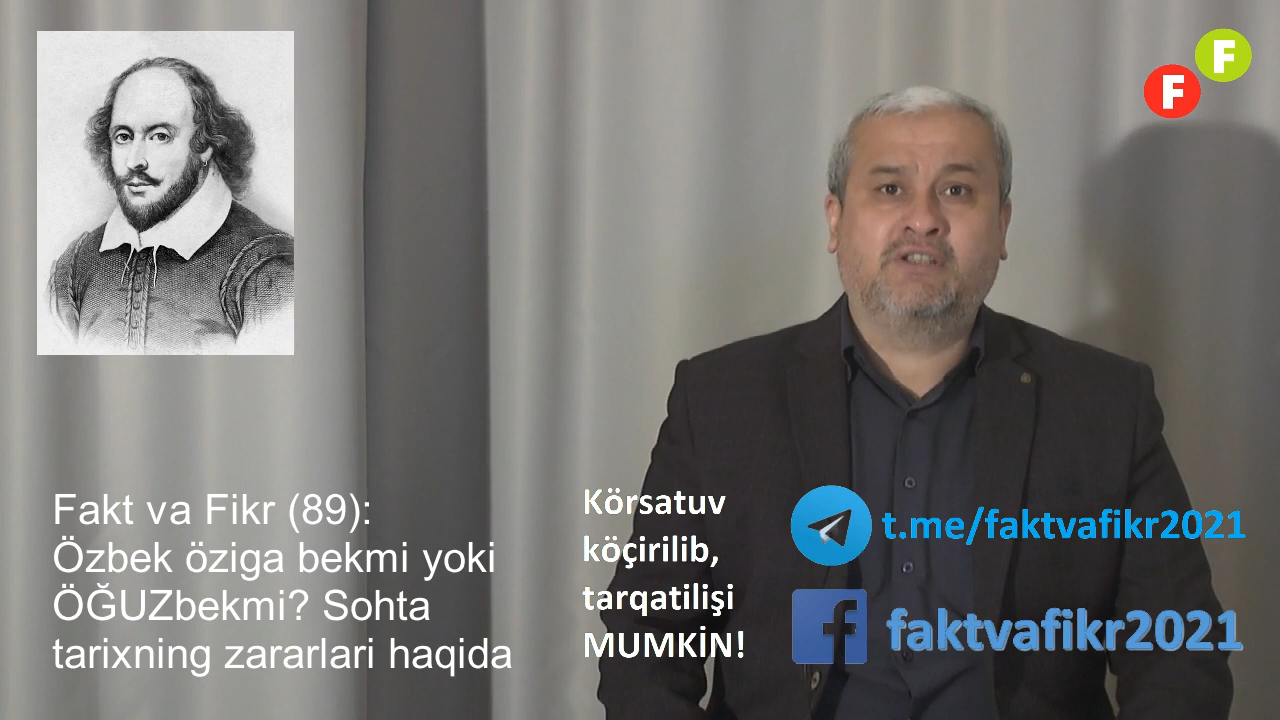 F
F
Fakt va Fikr (89):
Özbek öziga bekmi yoki
ÖĞUZbekmi? Sohta
tarixning zararlari haqida
Körsatuv
köçirilib,
tarqatilişi
MUMKİN!
t.me/faktvafikr2021
f
faktvafikr2021